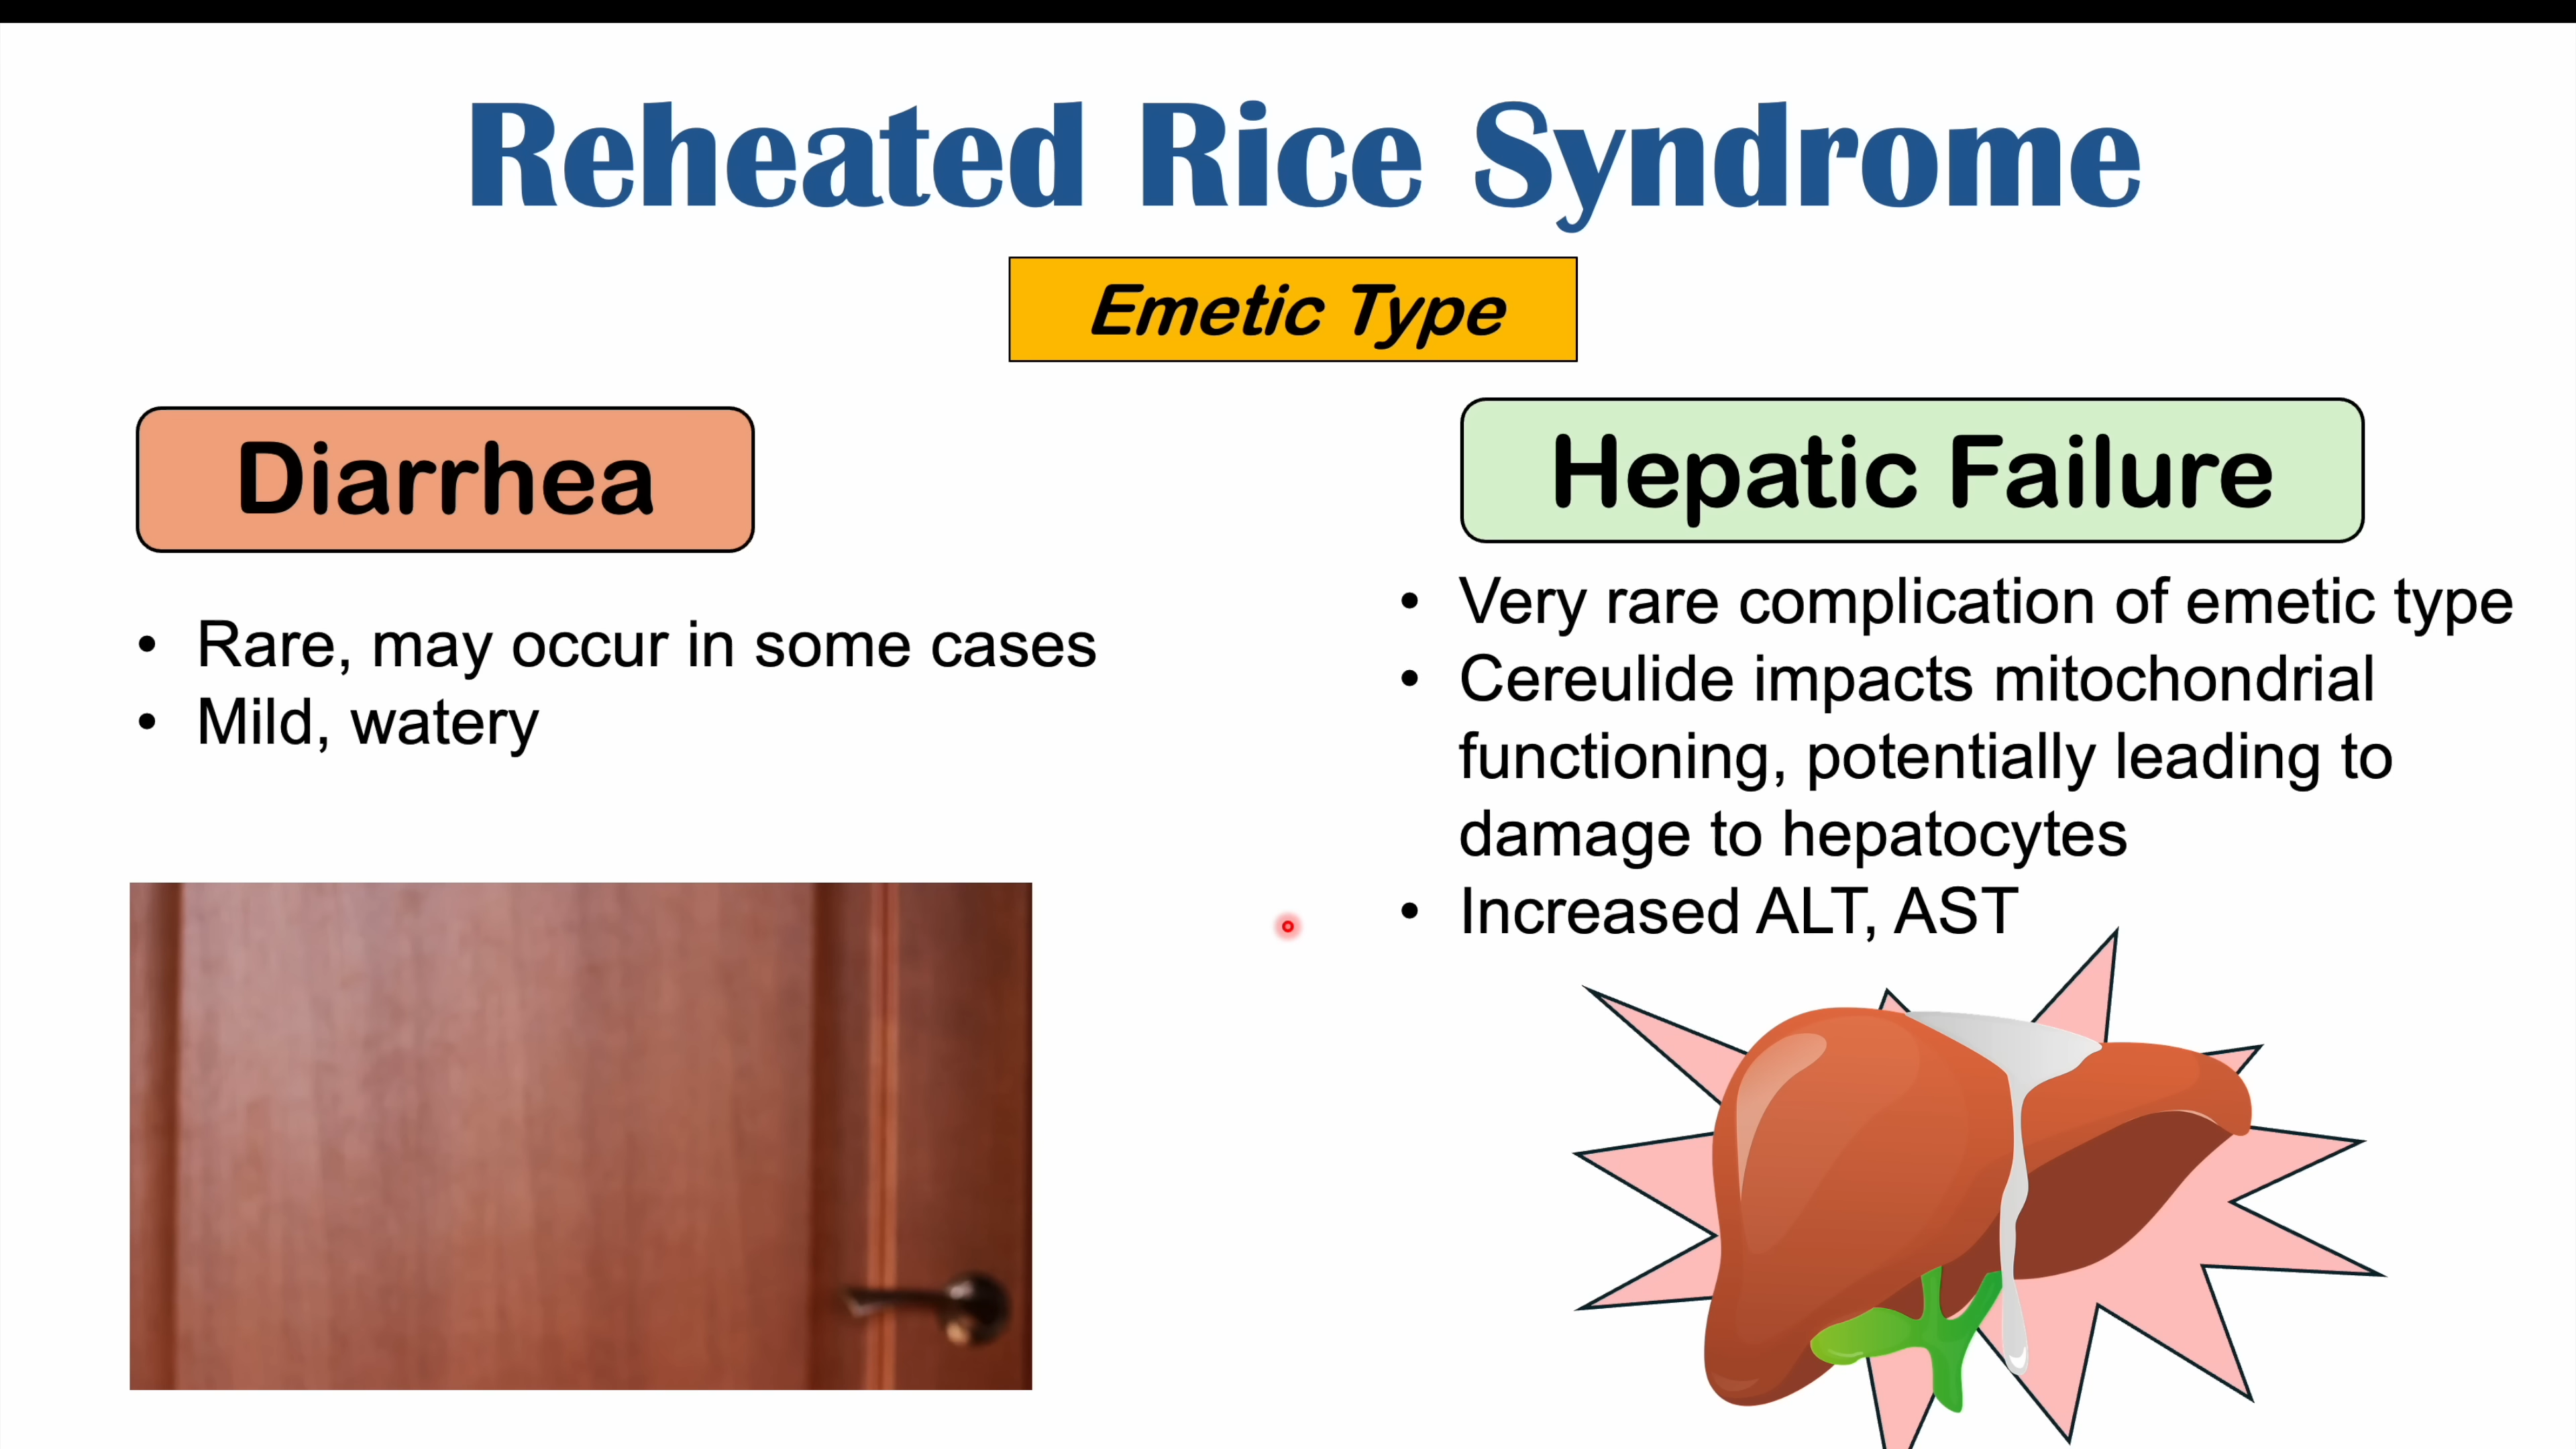 Reheated Rice Syndrome
Emetic Type
Diarrhea
• Rare, may occur in some cases
• Mild, watery
Hepatic Failure
• Very rare complication of emetic type
• Cereulide impacts mitochondrial
functioning, potentially leading to
damage to hepatocytes
• Increased ALT, AST